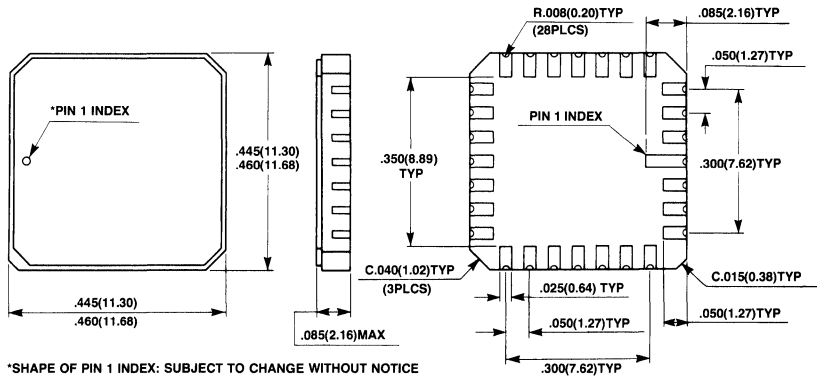 R.008(0.20)TYP
(28PLCS)
.085(2.16)TYP
.050(1.27)TYP
*PIN 1 INDEX
PIN 1 INDEX
.445(11.30)
.460(11.68)
.350(8.89)
TYP
.300(7.62)TYP
C.040(1.02)TYP
(3PLCS)
.025(0.64) TYP
C.015(0.38)TYP
.445(11.30)
.460(11.68)
.085(2.16)MAX
.050(1.27)TYP
.050(1.27)TYP
.300(7.62)TYP
*SHAPE OF PIN 1 INDEX: SUBJECT TO CHANGE WITHOUT NOTICE